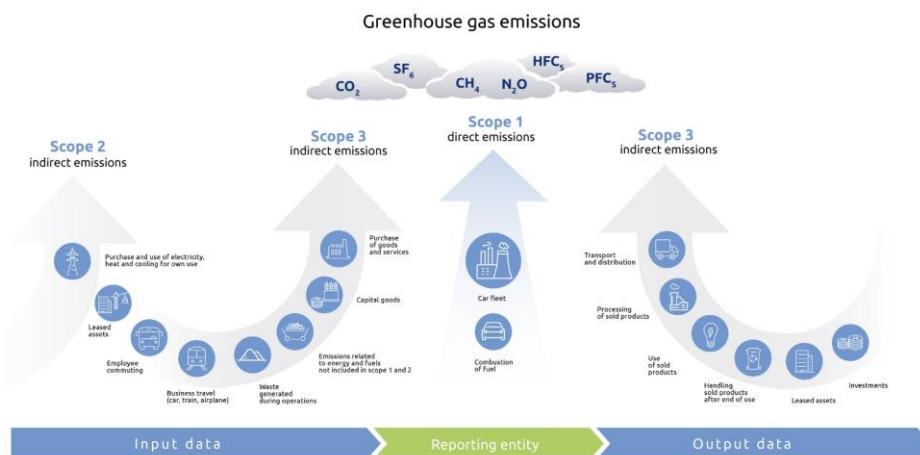 Greenhouse gas emissions
CO₂
SF₆
CH₄
N₂O
HFC₅
PFC₅
Scope 2
indirect emissions
Scope 3
indirect emissions
Scope 1
direct emissions
Scope 3
indirect emissions
Purchase and use of electricity,
heat and cooling for own use
Leased
assets
Employee
commuting
Business travel
(car, train, airplane)
Waste
generated
during operations
Emissions related
to energy and fuels
not included in scope 1 and 2
Capital goods
Purchase
of goods
and services
Car fleet
Combustion
of fuel
Transport
and distribution
Processing
of sold products
Use
of sold
products
Handling
sold products
after end of use
Leased assets
Investments
Input data
Reporting entity
Output data